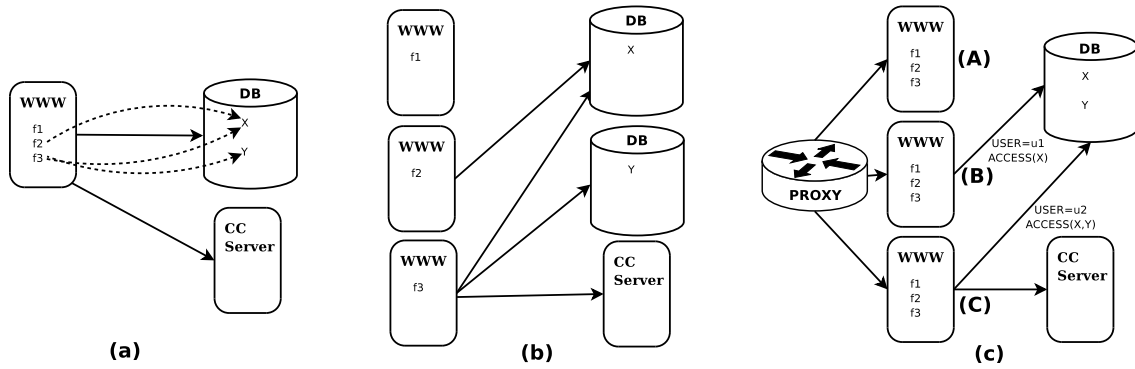 WWW
f1
f2
f3
DB
X
Y
CC
Server
(a)
WWW
f1
DB
X
WWW
f2
DB
Y
WWW
f3
CC
Server
(b)
WWW
f1
f2
f3
(A)
DB
X
Y
PROXY
WWW
f1
f2
f3
(B)
USER=u1
ACCESS(X)
USER=u2
ACCESS(X,Y)
WWW
f1
f2
f3
(C)
CC
Server
(c)